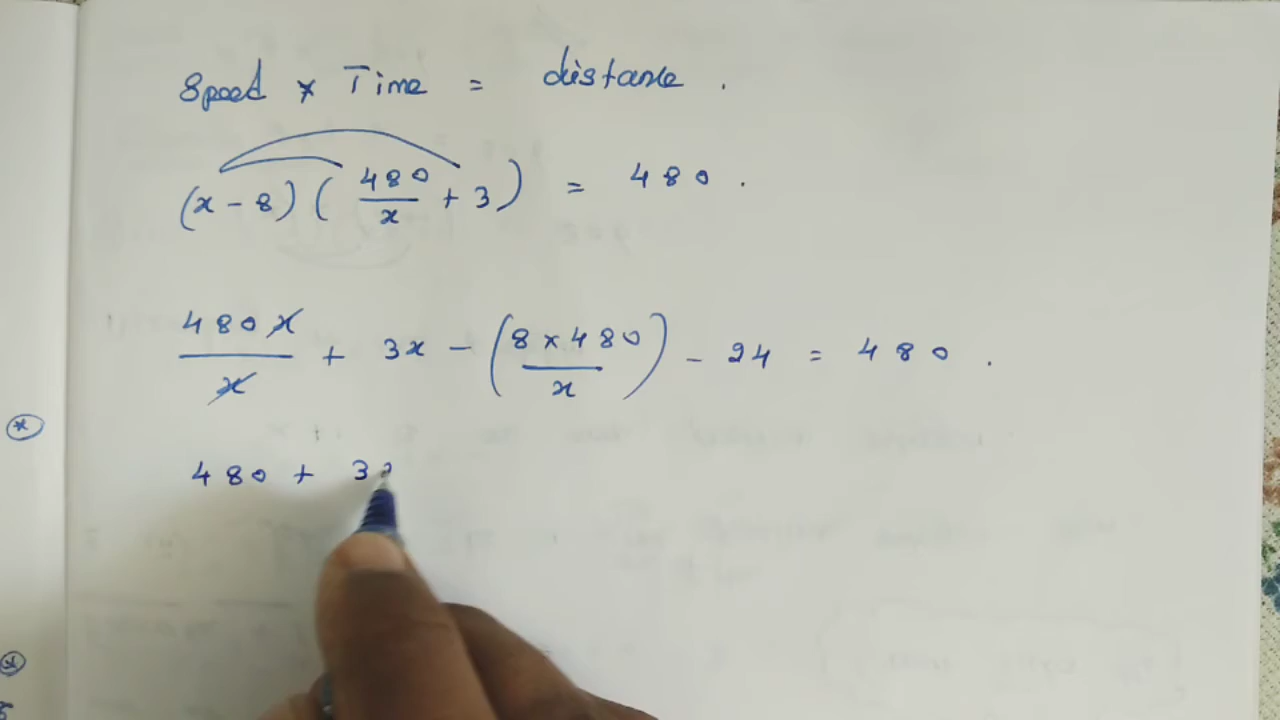 Speed × Time = distance .
(x - 8) ( 480/x + 3 ) = 480 .
480x/x + 3x - ( 8 × 480 / x ) - 24 = 480 .
480 + 3